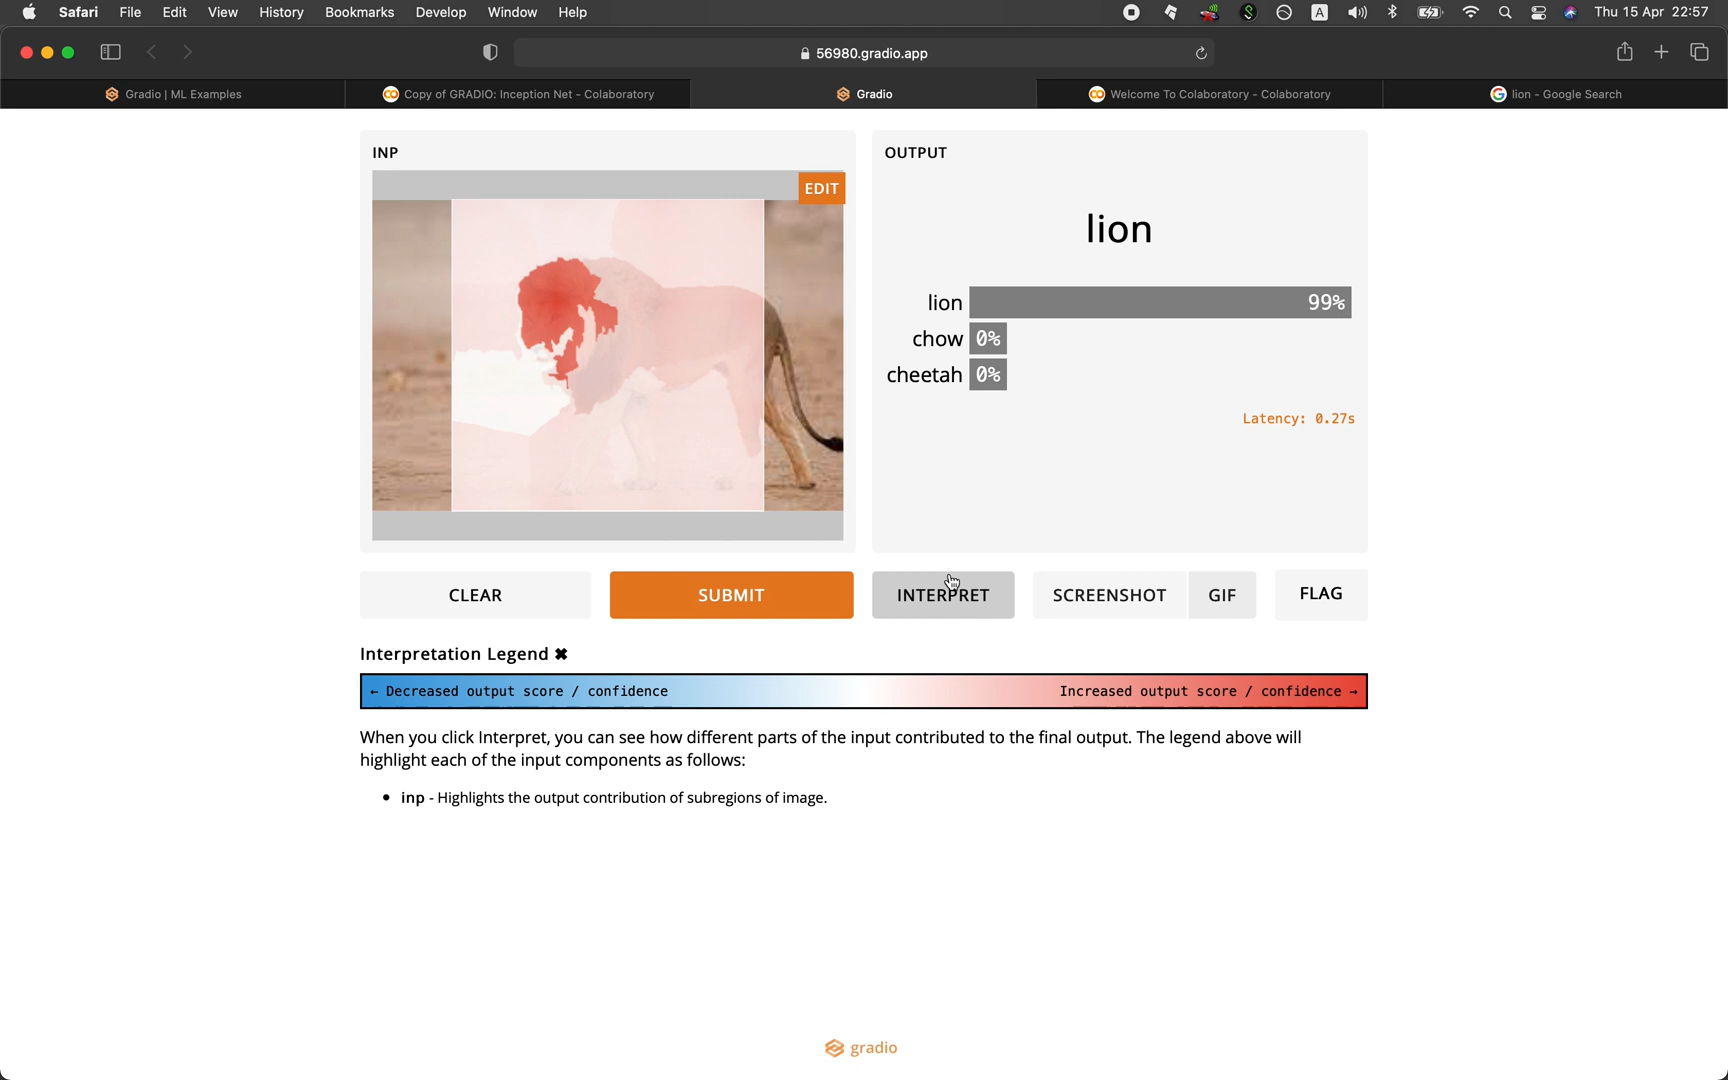 Safari File Edit View History Bookmarks Develop Window Help A Thu 15 Apr 22:57
56980.gradio.app
Gradio | ML Examples
Copy of GRADIO: Inception Net - Colaboratory
Gradio
Welcome To Colaboratory - Colaboratory
lion - Google Search
INP
EDIT
OUTPUT
lion
lion 99%
chow 0%
cheetah 0%
Latency: 0.27s
CLEAR SUBMIT INTERPRET SCREENSHOT GIF FLAG
Interpretation Legend ✖
← Decreased output score / confidence Increased output score / confidence →
When you click Interpret, you can see how different parts of the input contributed to the final output. The legend above will
highlight each of the input components as follows:
• inp - Highlights the output contribution of subregions of image.
gradio